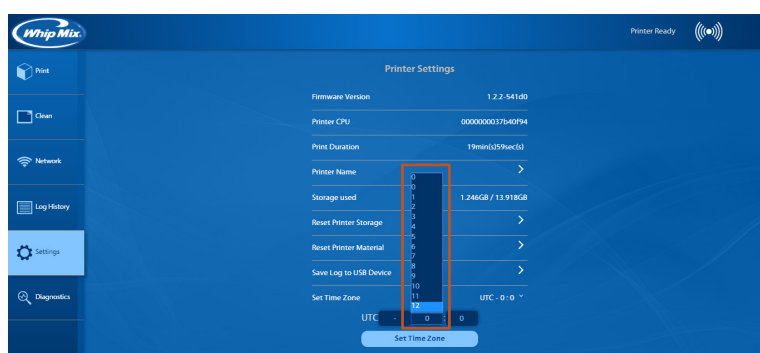 Whip Mix
Printer Ready
Print
Clean
Network
Log History
Settings
Diagnostics
Printer Settings
Firmware Version 1.2.2-541d0
Printer CPU 0000000037b40f94
Print Duration 19min(s)59sec(s)
Printer Name
Storage used 1.246GB / 13.918GB
Reset Printer Storage
Reset Printer Material
Save Log to USB Device
Set Time Zone UTC - 0 : 0
0
0
1
2
3
4
5
6
7
8
9
10
11
12
UTC - 0 : 0
Set Time Zone